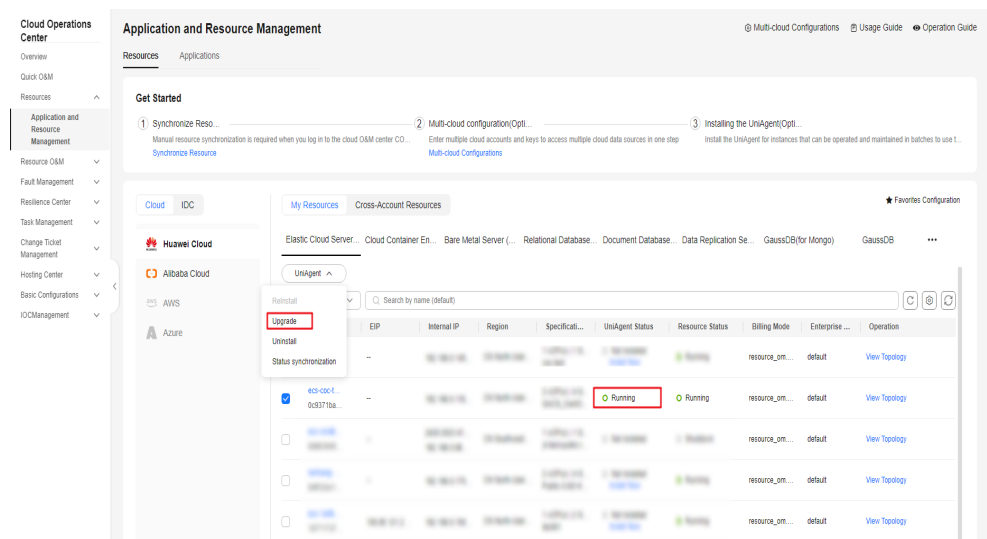 Cloud Operations
Center
Overview
Quick O&M
Resources
Application and
Resource
Management
Resource O&M
Fault Management
Resilience Center
Task Management
Change Ticket
Management
Hosting Center
Basic Configurations
IOCManagement
Application and Resource Management
Multi-cloud Configurations Usage Guide Operation Guide
Resources Applications
Get Started
1 Synchronize Reso... 2 Multi-cloud configuration(Opti... 3 Installing the UniAgent(Opti...
Manual resource synchronization is required when you log in to the cloud O&M center CO... Enter multiple cloud accounts and keys to access multiple cloud data sources in one step Install the UniAgent for instances that can be operated and maintained in batches to use t...
Synchronize Resource Multi-cloud Configurations
Cloud IDC My Resources Cross-Account Resources Favorites Configuration
Huawei Cloud
Alibaba Cloud
AWS
Azure
Elastic Cloud Server... Cloud Container En... Bare Metal Server (... Relational Database... Document Database... Data Replication Se... GaussDB(for Mongo) GaussDB ...
UniAgent
Search by name (default)
Reinstall
Upgrade
Uninstall
Status synchronization
EIP Internal IP Region Specificati... UniAgent Status Resource Status Billing Mode Enterprise ... Operation
-- resource_om... default View Topology
ecs-coc-t... -- Running Running resource_om... default View Topology
0c9371ba...
resource_om... default View Topology
resource_om... default View Topology
resource_om... default View Topology